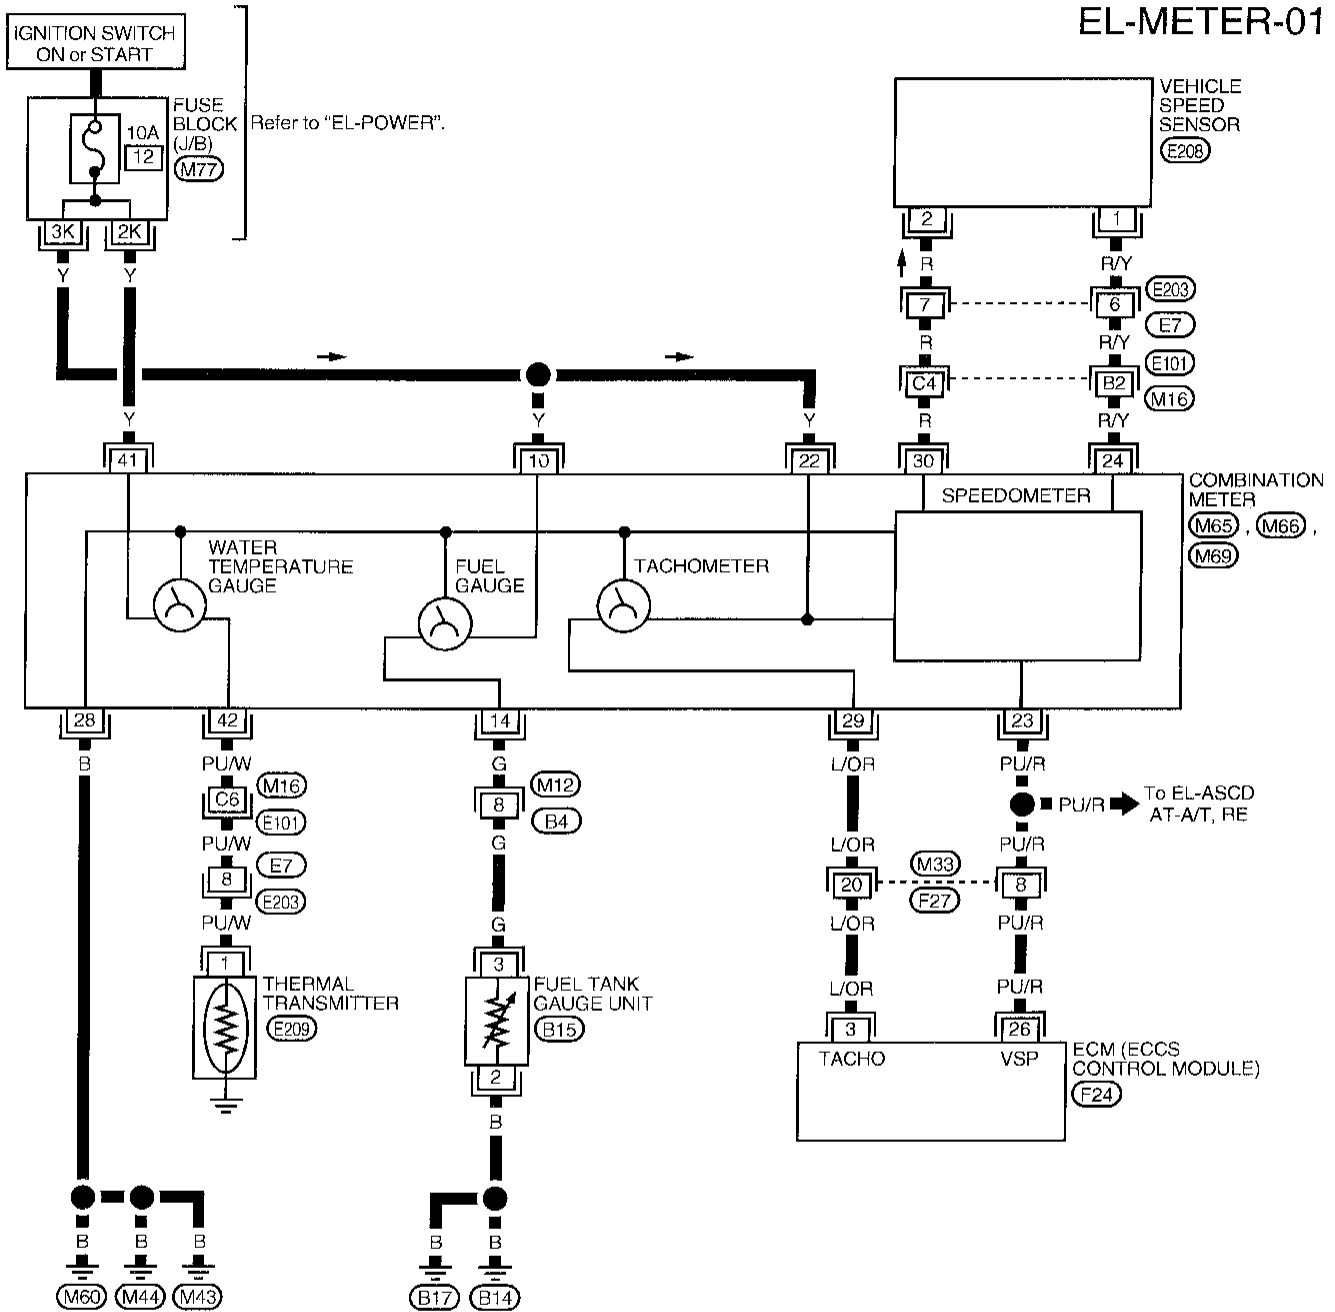 EL-METER-01
IGNITION SWITCH
ON or START
FUSE
BLOCK
(J/B)
M77
10A
12
Refer to "EL-POWER".
3K
2K
Y
Y
VEHICLE
SPEED
SENSOR
E208
2
1
R
R/Y
7
6
E203
E7
R
R/Y
C4
B2
E101
M16
Y
Y
Y
R
R/Y
41
10
22
30
24
COMBINATION
METER
M65 , M66 ,
M69
SPEEDOMETER
WATER
TEMPERATURE
GAUGE
FUEL
GAUGE
TACHOMETER
28
42
14
29
23
B
PU/W
G
L/OR
PU/R
C6
M16
E101
8
M12
B4
PU/R
To EL-ASCD
AT-A/T, RE
PU/W
G
L/OR
PU/R
8
E7
E203
20
M33
F27
8
PU/W
G
L/OR
PU/R
1
THERMAL
TRANSMITTER
E209
3
FUEL TANK
GAUGE UNIT
B15
2
L/OR
PU/R
3
26
TACHO
VSP
ECM (ECCS
CONTROL MODULE)
F24
B
B
B
B
B
B
M60
M44
M43
B17
B14